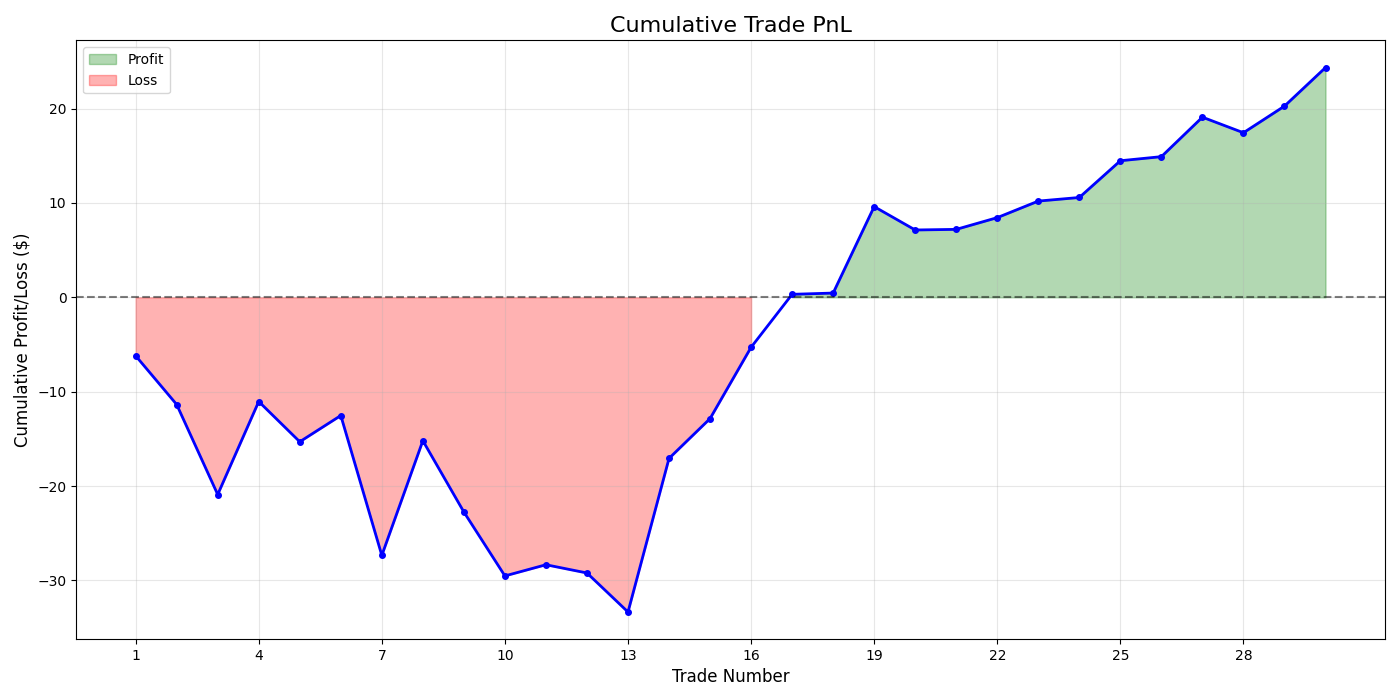 Cumulative Trade PnL
Profit
Loss
Cumulative Profit/Loss ($)
20
10
0
−10
−20
−30
1 4 7 10 13 16 19 22 25 28
Trade Number